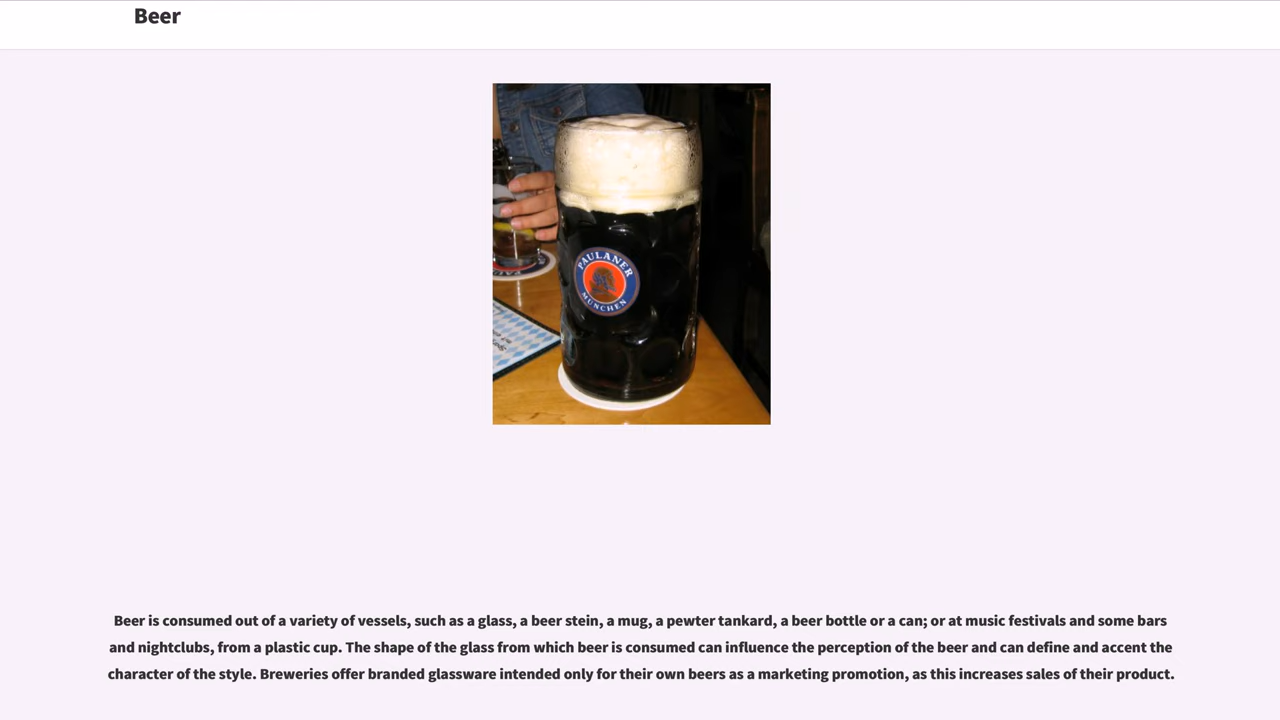 Beer
PAULANER
MÜNCHEN
Beer is consumed out of a variety of vessels, such as a glass, a beer stein, a mug, a pewter tankard, a beer bottle or a can; or at music festivals and some bars
and nightclubs, from a plastic cup. The shape of the glass from which beer is consumed can influence the perception of the beer and can define and accent the
character of the style. Breweries offer branded glassware intended only for their own beers as a marketing promotion, as this increases sales of their product.